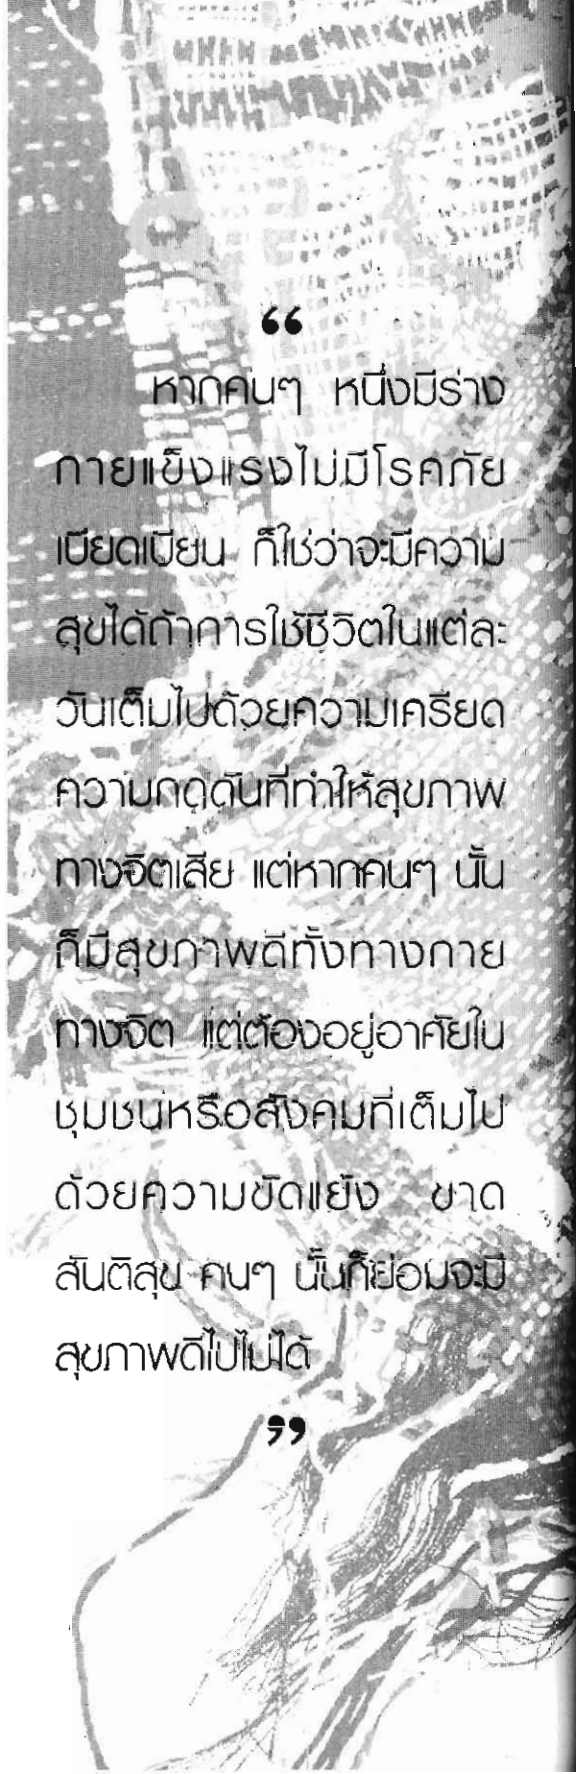 “
หากคนๆ หนึ่งมีร่าง
กายแข็งแรงไม่มีโรคภัย
เบียดเบียน ก็ใช่ว่าจะมีความ
สุขได้ถ้าการใช้ชีวิตในแต่ละ
วันเต็มไปด้วยความเครียด
ความกดดันที่ทำให้สุขภาพ
ทางจิตเสีย แต่หากคนๆ นั้น
ก็มีสุขภาพดีทั้งทางกาย
ทางจิต แต่ต้องอยู่อาศัยใน
ชุมชนหรือสังคมที่เต็มไป
ด้วยความขัดแย้ง ขาด
สันติสุข คนๆ นั้นก็ย่อมจะมี
สุขภาพดีไปไม่ได้
”